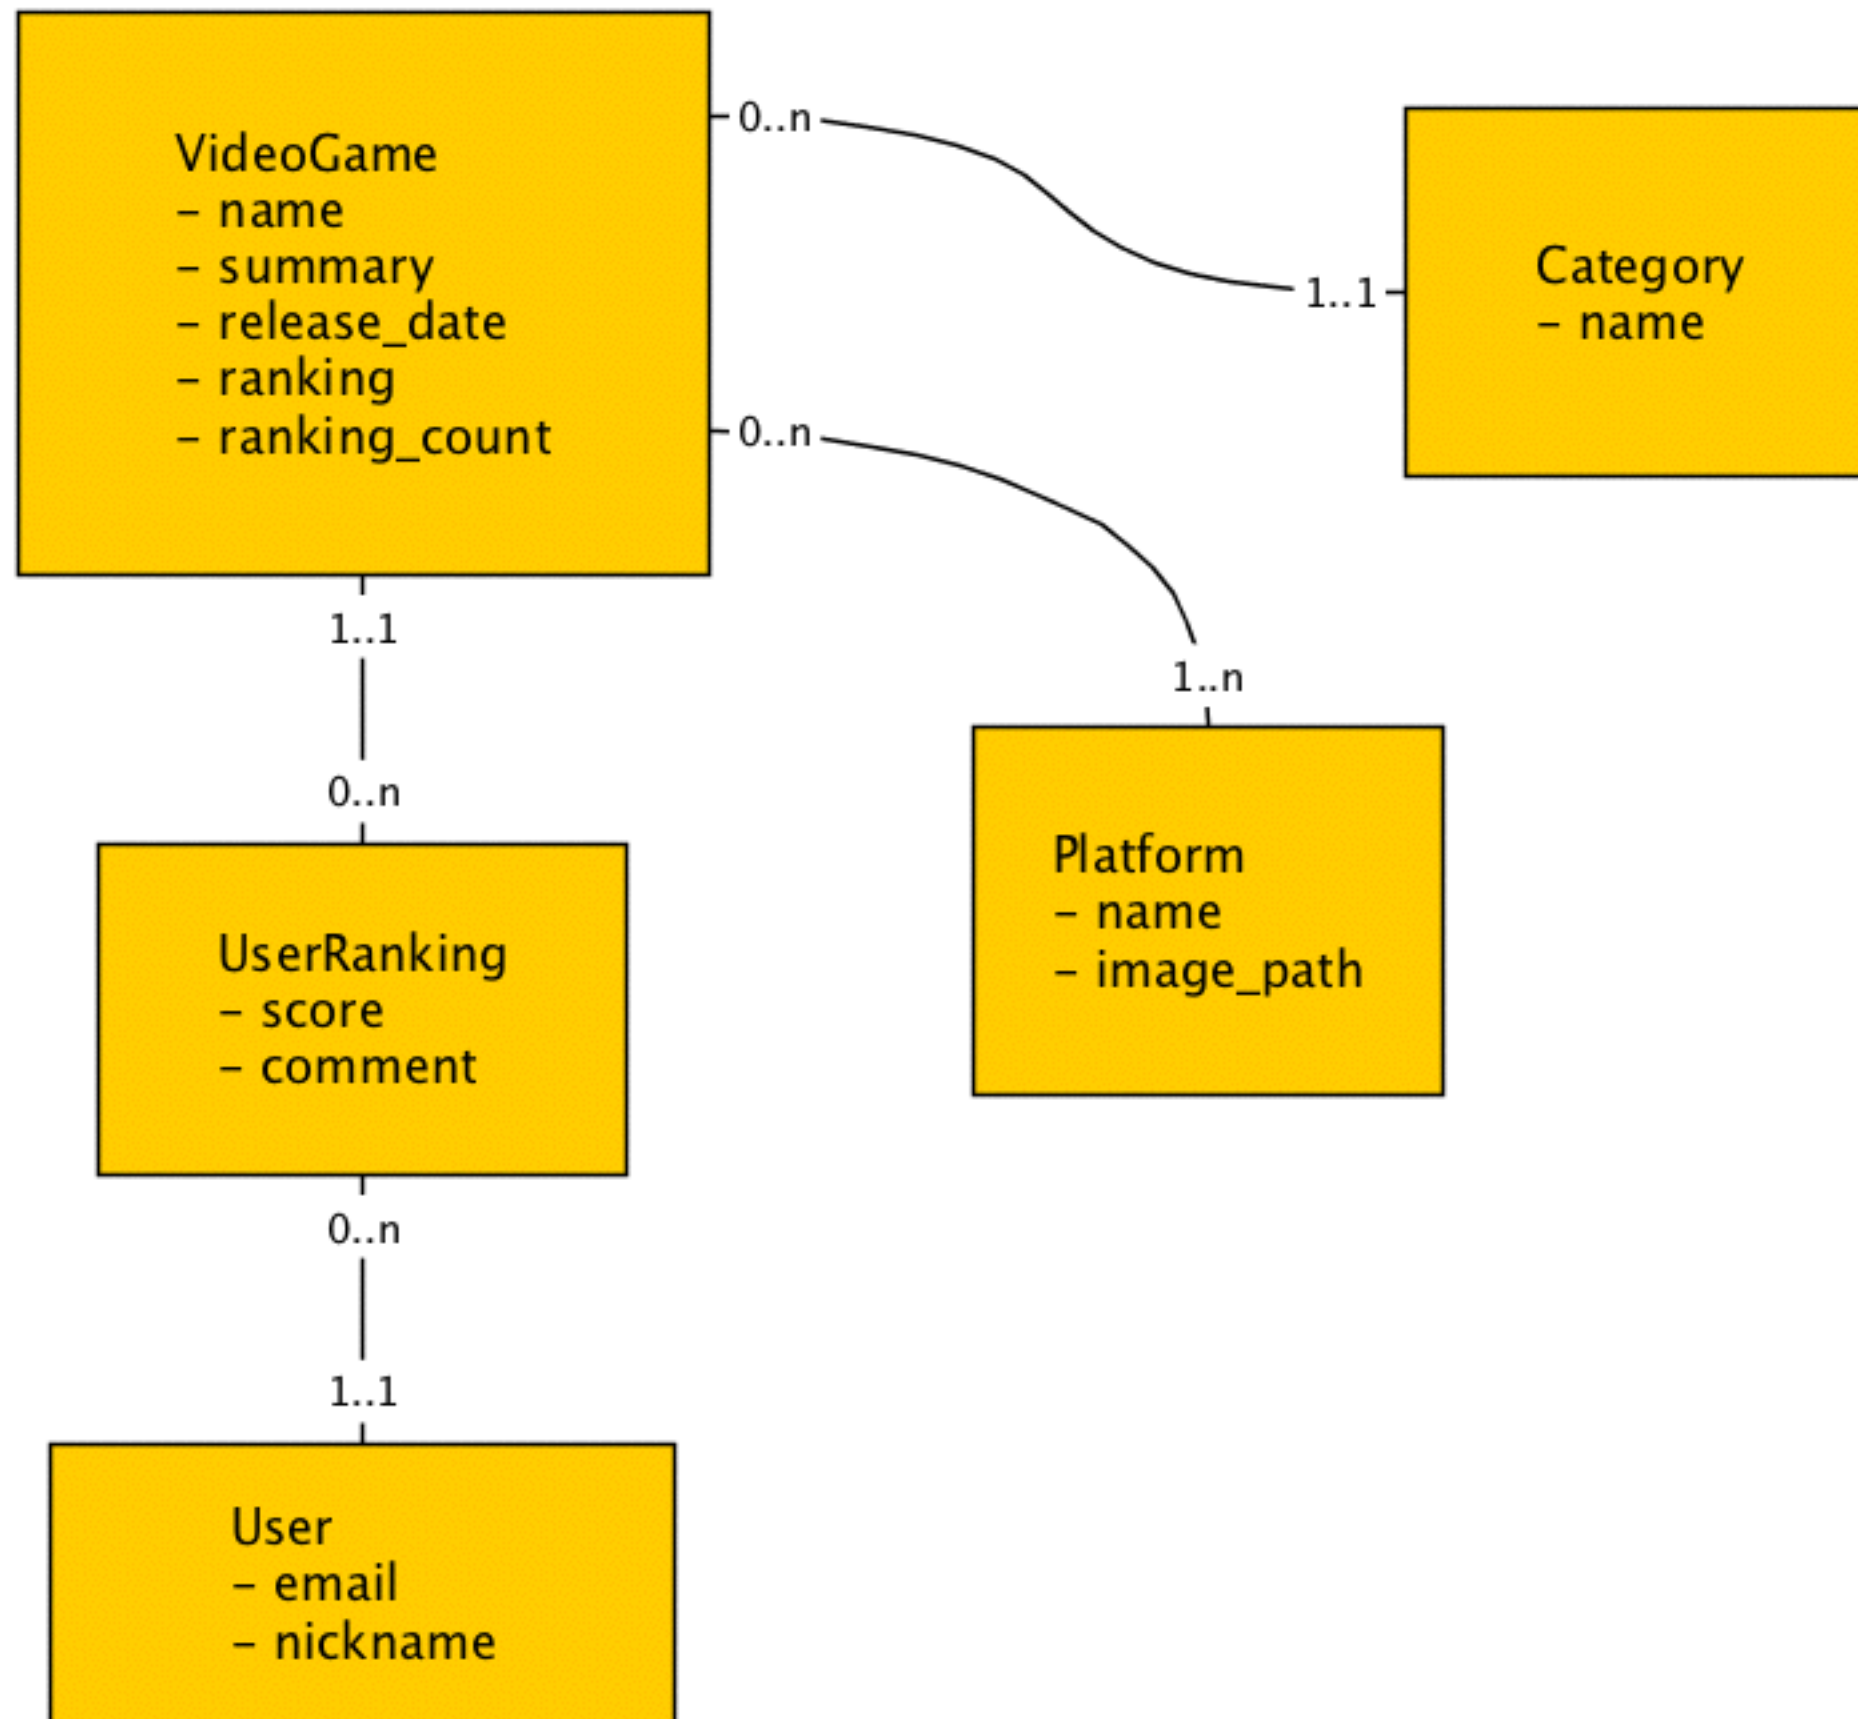 VideoGame
– name
– summary
– release_date
– ranking
– ranking_count
0..n
1..1
Category
– name
0..n
1..n
Platform
– name
– image_path
1..1
0..n
UserRanking
– score
– comment
0..n
1..1
User
– email
– nickname